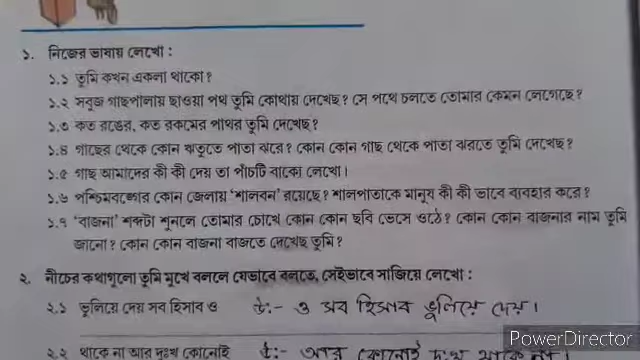 ১. নিজের ভাষায় লেখো :
১.১ তুমি কখন একলা থাকো?
১.২ সবুজ গাছপালায় ছাওয়া পথ তুমি কোথায় দেখেছ? সে পথে চলতে তোমার কেমন লেগেছে?
১.৩ কত রঙের, কত রকমের পাথর তুমি দেখেছ?
১.৪ গাছের থেকে কোন ঋতুতে পাতা ঝরে? কোন কোন গাছ থেকে পাতা ঝরতে তুমি দেখেছ?
১.৫ গাছ আমাদের কী কী দেয় তা পাঁচটি বাক্যে লেখো।
১.৬ পশ্চিমবঙ্গের কোন জেলায় ‘শালবন’ রয়েছে? শালপাতাকে মানুষ কী কী ভাবে ব্যবহার করে?
১.৭ ‘বাজনা’ শব্দটা শুনলে তোমার চোখে কোন কোন ছবি ভেসে ওঠে? কোন কোন বাজনার নাম তুমি
জানো? কোন কোন বাজনা বাজতে দেখেছ তুমি?
২. নীচের কথাগুলো তুমি মুখে বললে যেভাবে বলতে, সেইভাবে সাজিয়ে লেখো :
২.১ ভুলিয়ে দেয় সব হিসাব ও উ:- ও সব হিসাব ভুলিয়ে দেয়।
২.২ থাকে না আর দুঃখ কোনোই উ:- আর কোনোই দুঃখ থাকে না
PowerDirector